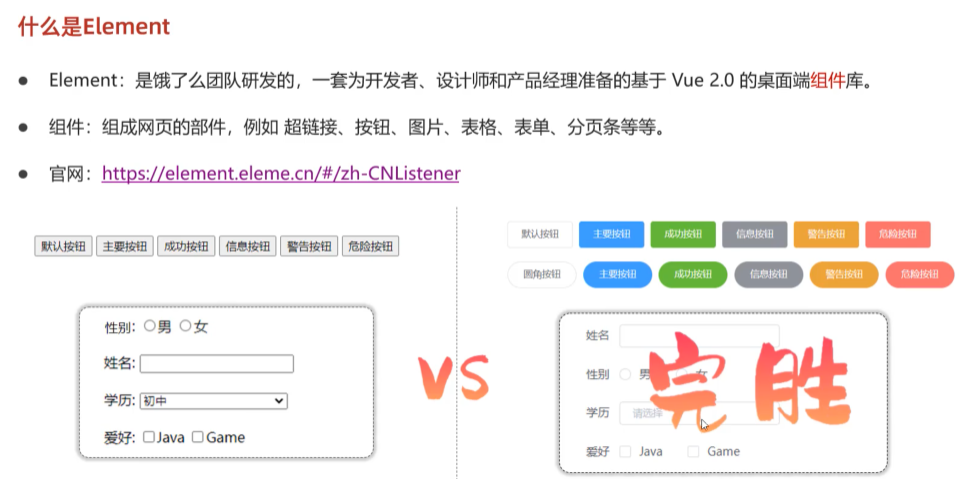 什么是Element
● Element：是饿了么团队研发的，一套为开发者、设计师和产品经理准备的基于 Vue 2.0 的桌面端组件库。
● 组件：组成网页的部件，例如 超链接、按钮、图片、表格、表单、分页条等等。
● 官网：https://element.eleme.cn/#/zh-CNListener
默认按钮 主要按钮 成功按钮 信息按钮 警告按钮 危险按钮
性别: 男 女
姓名:
学历: 初中
爱好: Java Game
VS
默认按钮 主要按钮 成功按钮 信息按钮 警告按钮 危险按钮
圆角按钮 主要按钮 成功按钮 信息按钮 警告按钮 危险按钮
姓名
性别 男 女
学历 请选择
爱好 Java Game
完胜